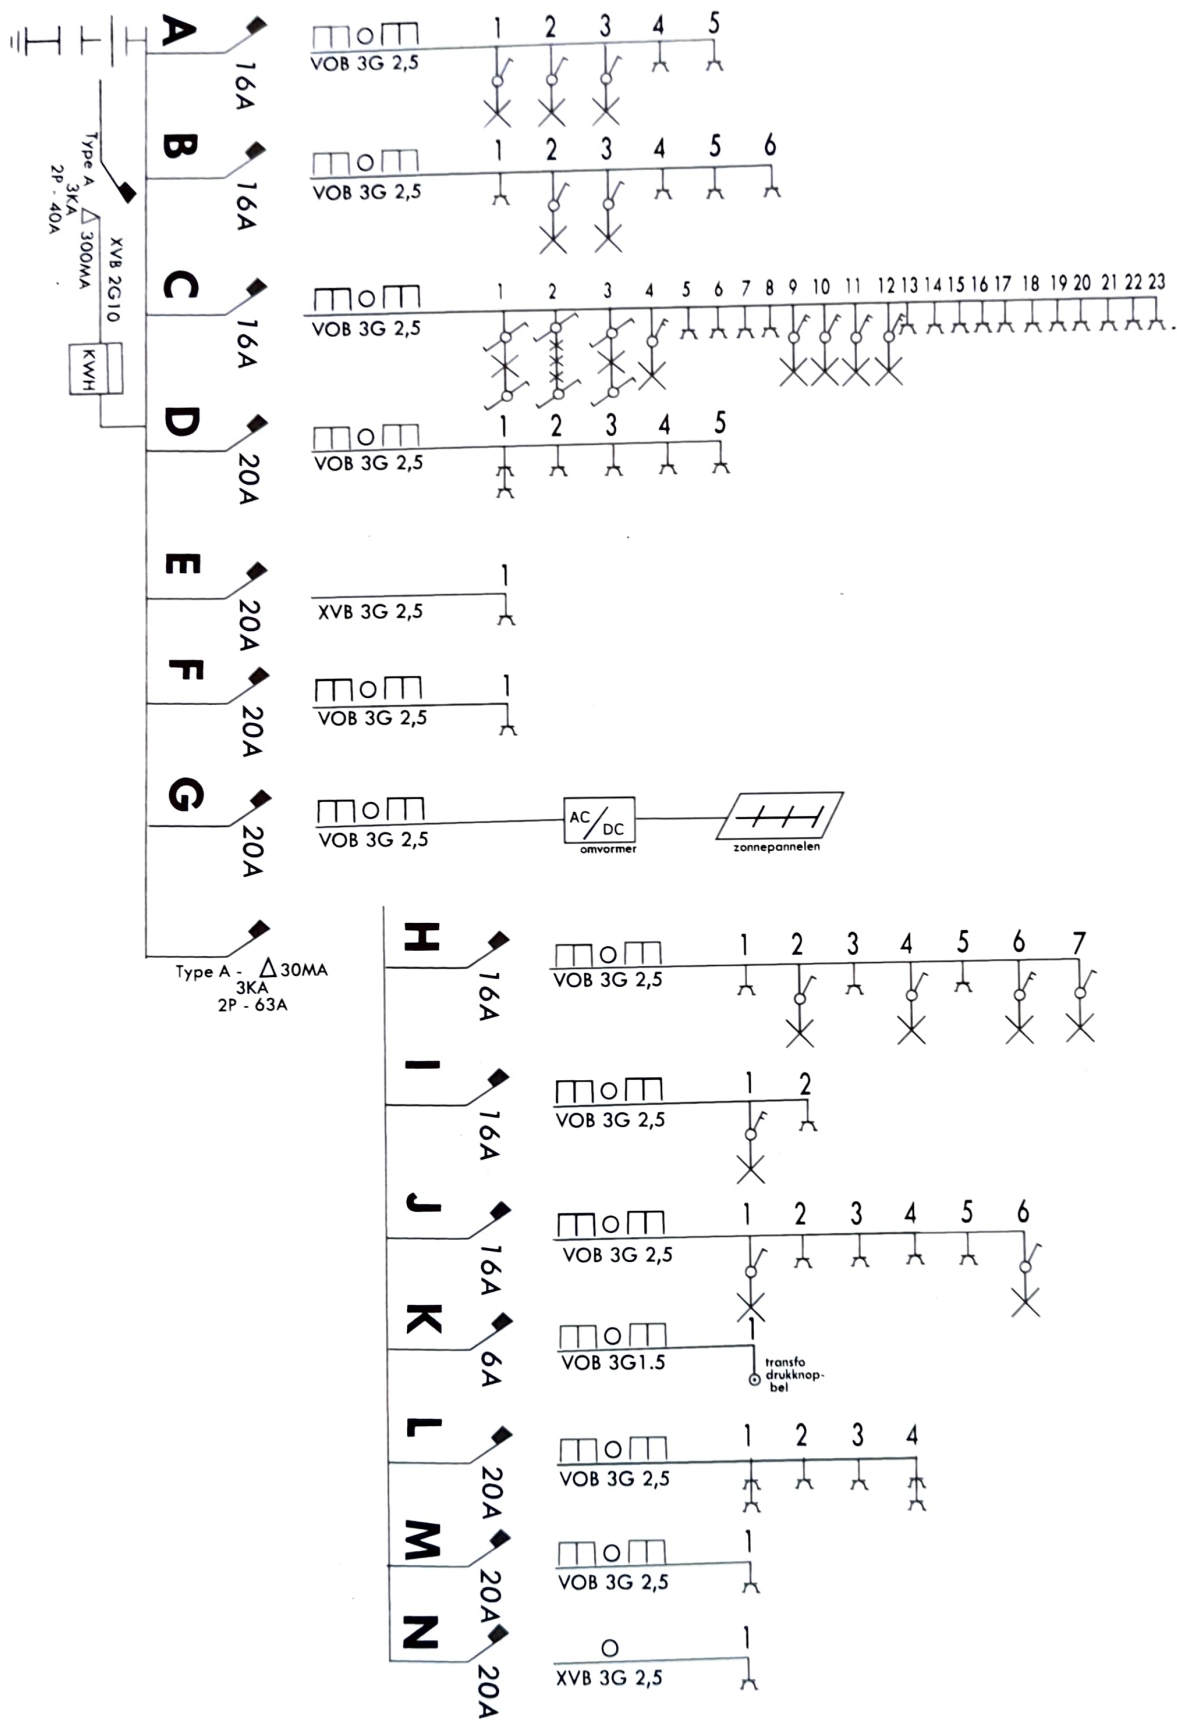 A
16A
VOB 3G 2,5
1 2 3 4 5
Type A
3KA △ 300MA
2P - 40A
XVB 2G10
KWH
B
16A
VOB 3G 2,5
1 2 3 4 5 6
C
16A
VOB 3G 2,5
1 2 3 4 5 6 7 8 9 10 11 12 13 14 15 16 17 18 19 20 21 22 23
D
20A
VOB 3G 2,5
1 2 3 4 5
E
20A
XVB 3G 2,5
1
F
20A
VOB 3G 2,5
1
G
20A
VOB 3G 2,5
AC/DC
omvormer
zonnepannelen
Type A - △30MA
3KA
2P - 63A
H
16A
VOB 3G 2,5
1 2 3 4 5 6 7
I
16A
VOB 3G 2,5
1 2
J
16A
VOB 3G 2,5
1 2 3 4 5 6
K
6A
VOB 3G1.5
1
transfo
drukknop-
bel
L
20A
VOB 3G 2,5
1 2 3 4
M
20A
VOB 3G 2,5
1
N
20A
XVB 3G 2,5
1